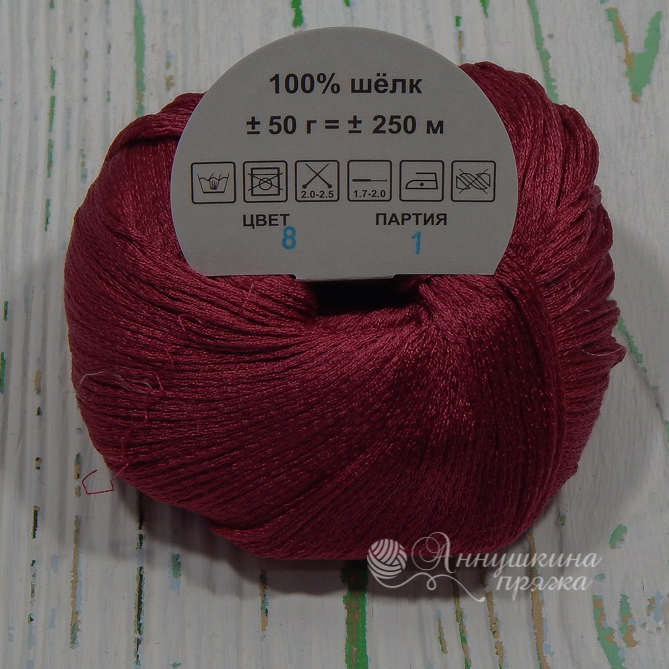 100% шёлк
± 50 г = ± 250 м
2.0-2.5 1.7-2.0
ЦВЕТ ПАРТИЯ
8 1
Аннушкина
пряжа